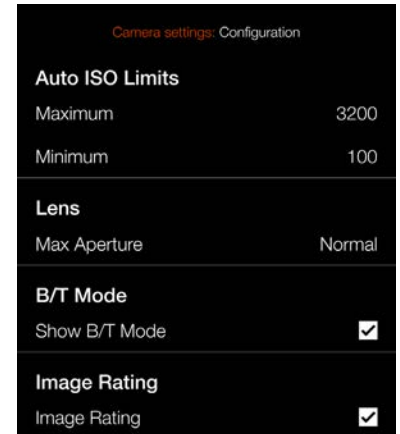 Camera settings: Configuration
Auto ISO Limits
Maximum 3200
Minimum 100
Lens
Max Aperture Normal
B/T Mode
Show B/T Mode
Image Rating
Image Rating